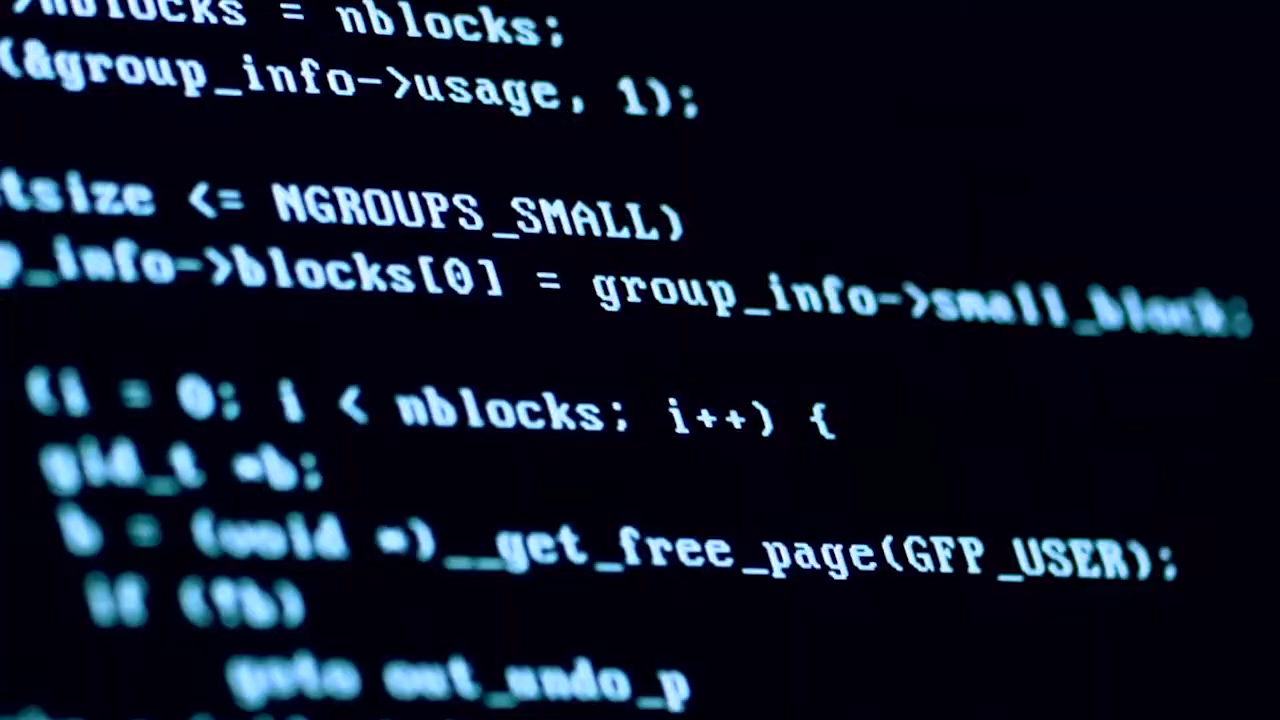 >nblocks = nblocks;
(&group_info->usage, 1);
tsize <= NGROUPS_SMALL)
p_info->blocks[0] = group_info->small_block;
(i = 0; i < nblocks; i++) {
gid_t *b;
b = (void *)__get_free_page(GFP_USER);
if (!b)
goto out_undo_p